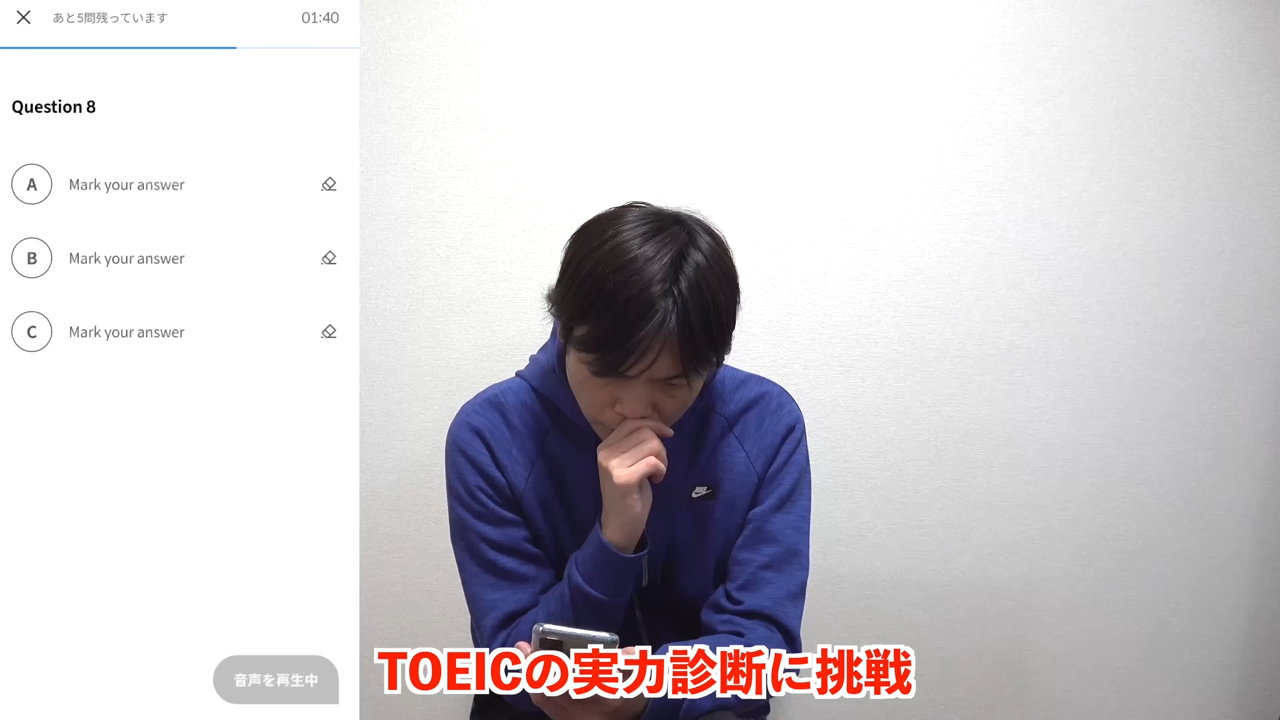 あと5問残っています
01:40
Question 8
A Mark your answer
B Mark your answer
C Mark your answer
音声を再生中
NIKE
TOEICの実力診断に挑戦